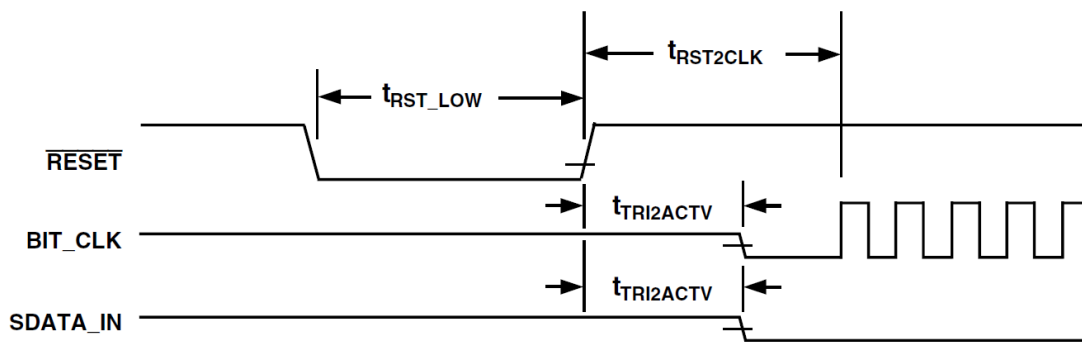 tRST2CLK
tRST_LOW
RESET
tTRI2ACTV
BIT_CLK
tTRI2ACTV
SDATA_IN